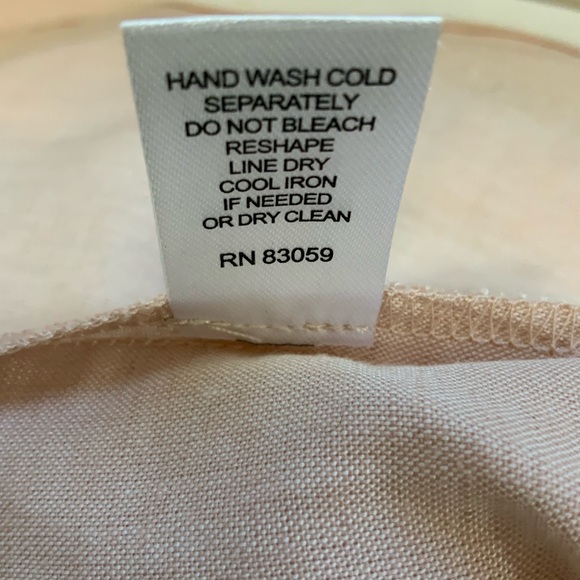 HAND WASH COLD
SEPARATELY
DO NOT BLEACH
RESHAPE
LINE DRY
COOL IRON
IF NEEDED
OR DRY CLEAN
RN 83059